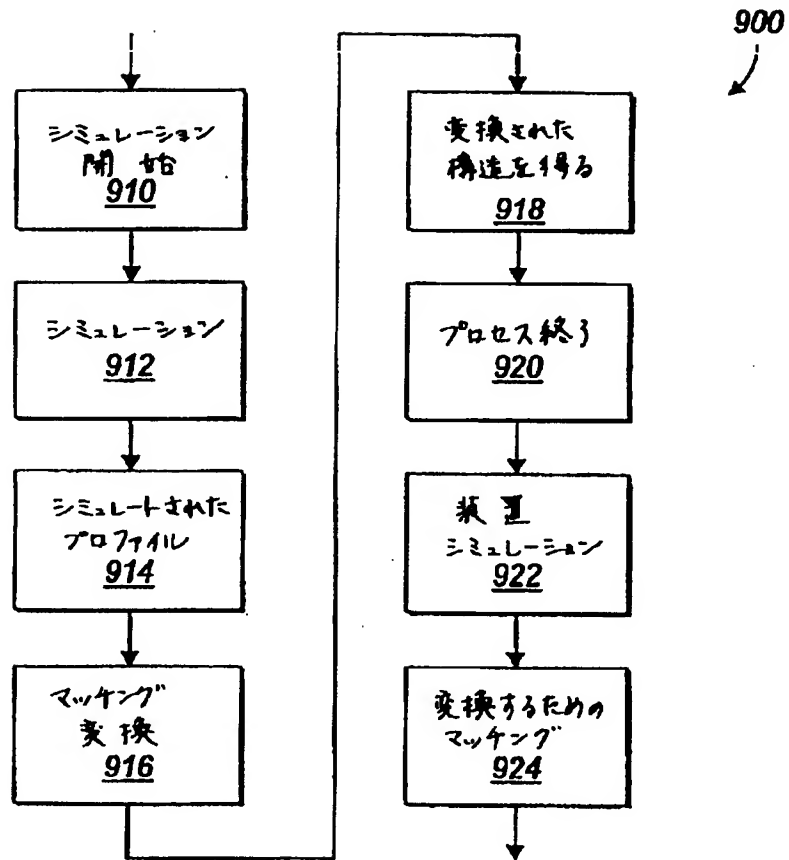 900
シミュレーション
開始
910
シミュレーション
912
シミュレートされた
プロファイル
914
マッチング
変換
916
変換された
構造を得る
918
プロセス終了
920
装置
シミュレーション
922
変換するための
マッチング
924